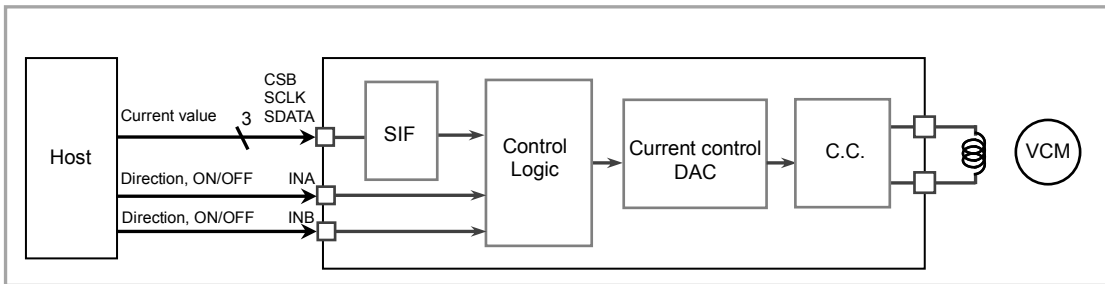 Host
Current value
3
CSB
SCLK
SDATA
Direction, ON/OFF INA
Direction, ON/OFF INB
SIF
Control
Logic
Current control
DAC
C.C.
VCM